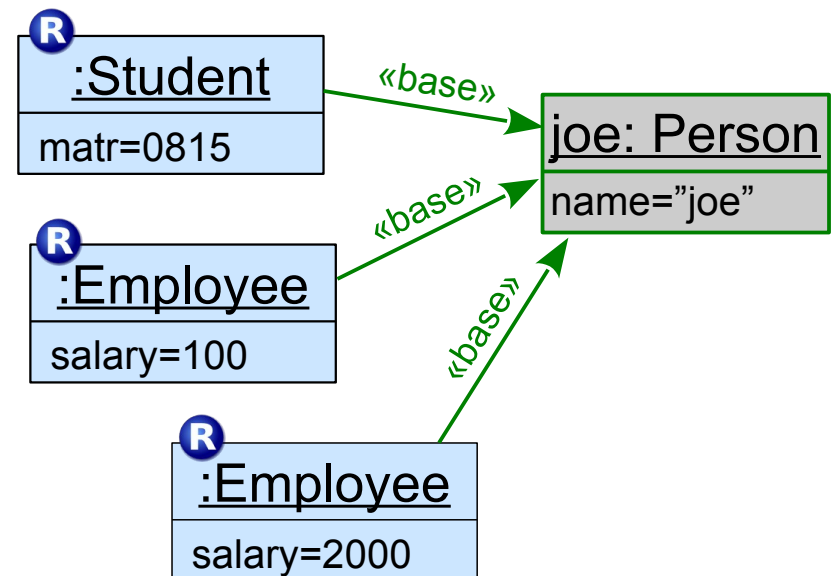 R
:Student
matr=0815
«base»
joe: Person
name=”joe”
«base»
R
:Employee
salary=100
«base»
R
:Employee
salary=2000